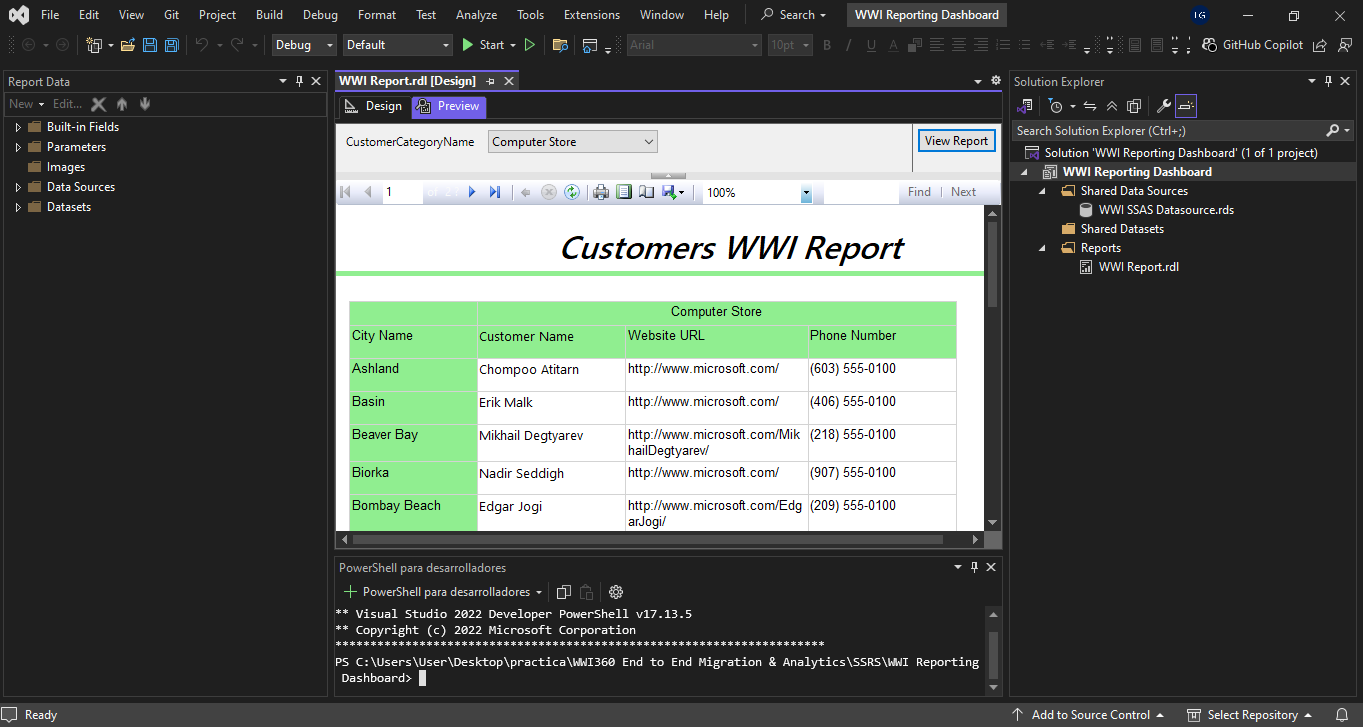 File Edit View Git Project Build Debug Format Test Analyze Tools Extensions Window Help Search WWI Reporting Dashboard IG
Debug Default Start Arial 10pt B I U A GitHub Copilot
Report Data
New Edit...
Built-in Fields
Parameters
Images
Data Sources
Datasets
WWI Report.rdl [Design]
Design Preview
CustomerCategoryName Computer Store View Report
1 100% Find | Next
Customers WWI Report
Computer Store
City Name Customer Name Website URL Phone Number
Ashland Chompoo Atitarn http://www.microsoft.com/ (603) 555-0100
Basin Erik Malk http://www.microsoft.com/ (406) 555-0100
Beaver Bay Mikhail Degtyarev http://www.microsoft.com/Mik (218) 555-0100
hailDegtyarev/
Biorka Nadir Seddigh http://www.microsoft.com/ (907) 555-0100
Bombay Beach Edgar Jogi http://www.microsoft.com/Edg (209) 555-0100
arJogi/
PowerShell para desarrolladores
PowerShell para desarrolladores
** Visual Studio 2022 Developer PowerShell v17.13.5
** Copyright (c) 2022 Microsoft Corporation
**********************************************************************
PS C:\Users\User\Desktop\practica\WWI360 End to End Migration & Analytics\SSRS\WWI Reporting
Dashboard>
Solution Explorer
Search Solution Explorer (Ctrl+;)
Solution 'WWI Reporting Dashboard' (1 of 1 project)
WWI Reporting Dashboard
Shared Data Sources
WWI SSAS Datasource.rds
Shared Datasets
Reports
WWI Report.rdl
Ready Add to Source Control Select Repository